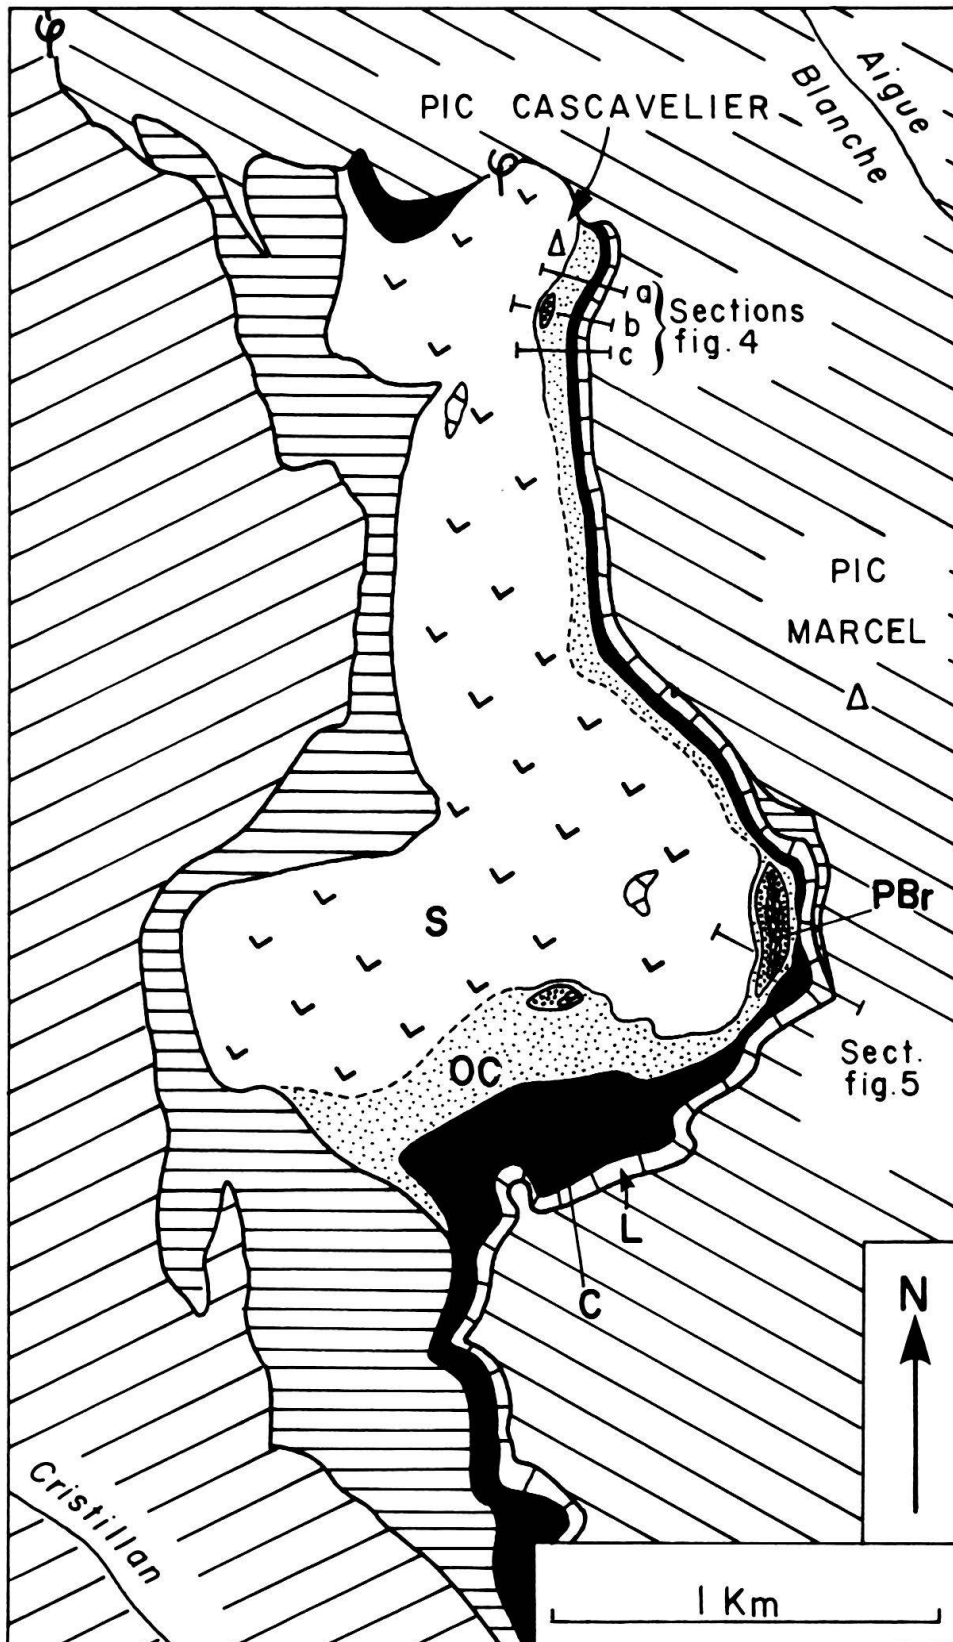 φ
Aigue
Blanche
PIC CASCAVELIER
φ
Δ
a
b
c
Sections
fig. 4
PIC
MARCEL
Δ
S
PBr
OC
Sect.
fig. 5
L
C
N
Cristillan
1 Km